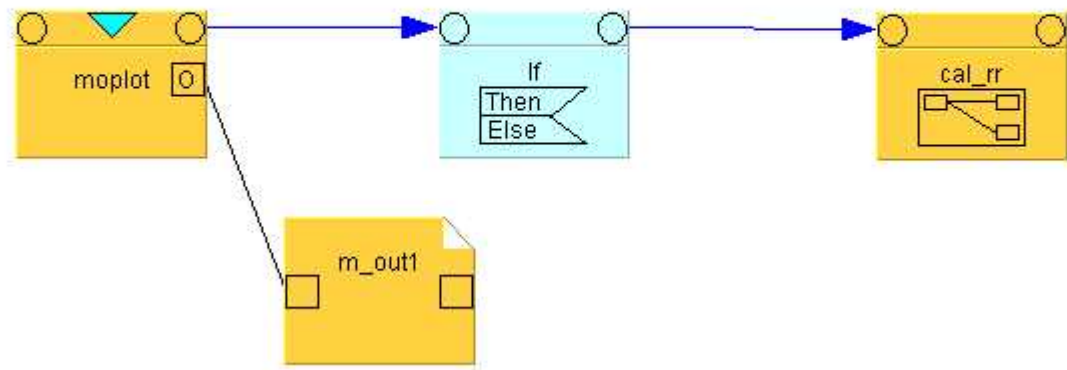 moplot O
If
Then
Else
cal_rr
m_out1